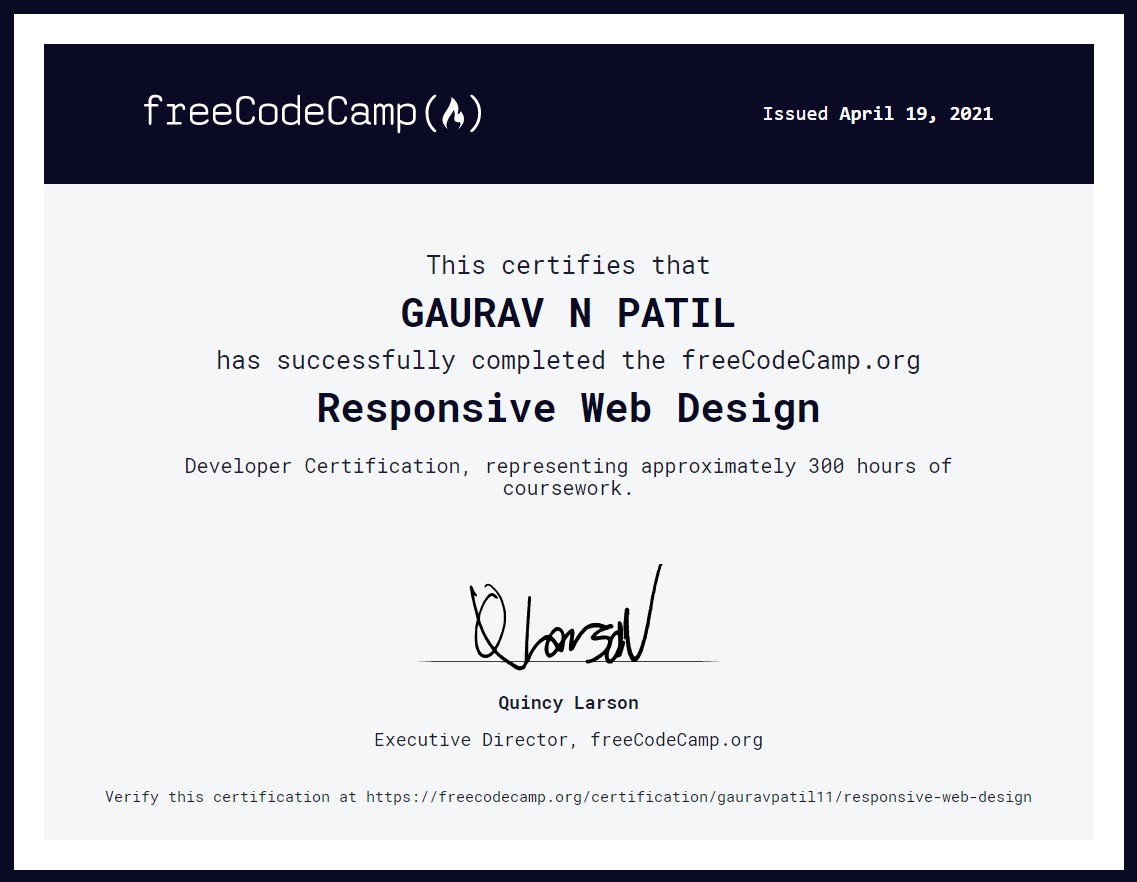 freeCodeCamp(🔥)
Issued April 19, 2021
This certifies that
GAURAV N PATIL
has successfully completed the freeCodeCamp.org
Responsive Web Design
Developer Certification, representing approximately 300 hours of
coursework.
Q Larson
Quincy Larson
Executive Director, freeCodeCamp.org
Verify this certification at https://freecodecamp.org/certification/gauravpatil11/responsive-web-design